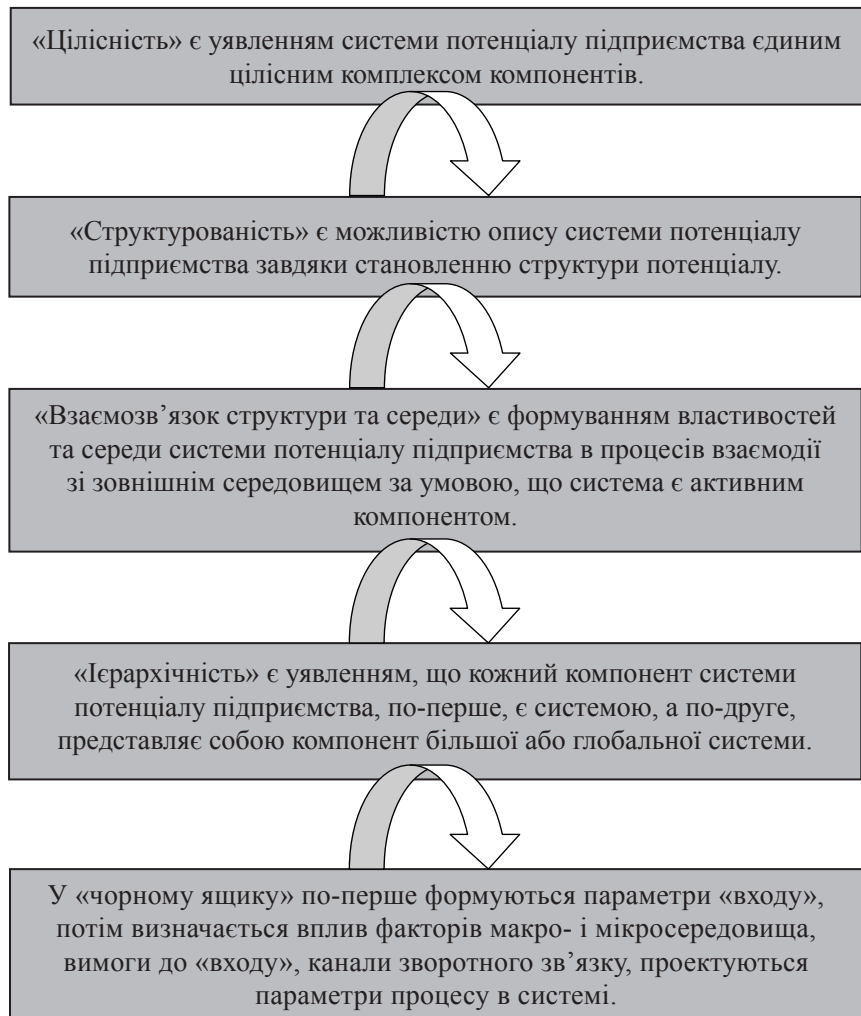 «Цілісність» є уявленням системи потенціалу підприємства єдиним
цілісним комплексом компонентів.
«Структурованість» є можливістю опису системи потенціалу
підприємства завдяки становленню структури потенціалу.
«Взаємозв’язок структури та середи» є формуванням властивостей
та середи системи потенціалу підприємства в процесів взаємодії
зі зовнішнім середовищем за умовою, що система є активним
компонентом.
«Ієрархічність» є уявленням, що кожний компонент системи
потенціалу підприємства, по-перше, є системою, а по-друге,
представляє собою компонент більшої або глобальної системи.
У «чорному ящику» по-перше формуються параметри «входу»,
потім визначається вплив факторів макро- і мікросередовища,
вимоги до «входу», канали зворотного зв’язку, проектуються
параметри процесу в системі.